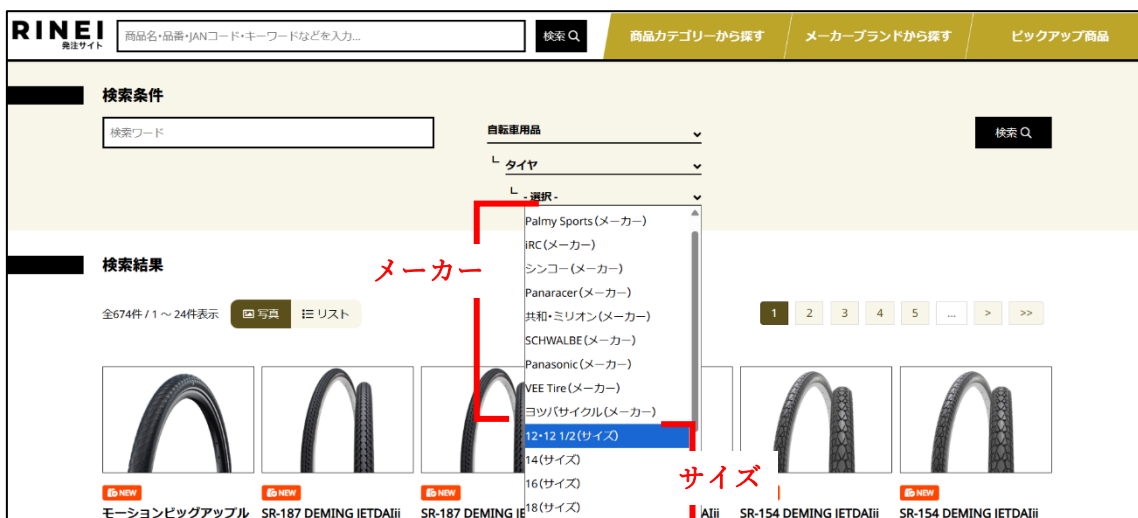 RINEI
発注サイト
商品名・品番・JANコード・キーワードなどを入力...
検索
商品カテゴリーから探す
メーカーブランドから探す
ピックアップ商品
検索条件
検索ワード
自転車用品
検索
タイヤ
- 選択 -
Palmy Sports(メーカー)
iRC(メーカー)
シンコー(メーカー)
Panaracer(メーカー)
共和・ミリオン(メーカー)
SCHWALBE(メーカー)
Panasonic(メーカー)
VEE Tire(メーカー)
ヨツバサイクル(メーカー)
12・12 1/2(サイズ)
14(サイズ)
16(サイズ)
18(サイズ)
メーカー
サイズ
検索結果
全674件 / 1 ～ 24件表示
写真
リスト
1 2 3 4 5 ... > >>
NEW
モーションビッグアップル
NEW
SR-187 DEMING JETDAIii
NEW
SR-187 DEMING JE
AIii
NEW
SR-154 DEMING JETDAIii
NEW
SR-154 DEMING JETDAIii